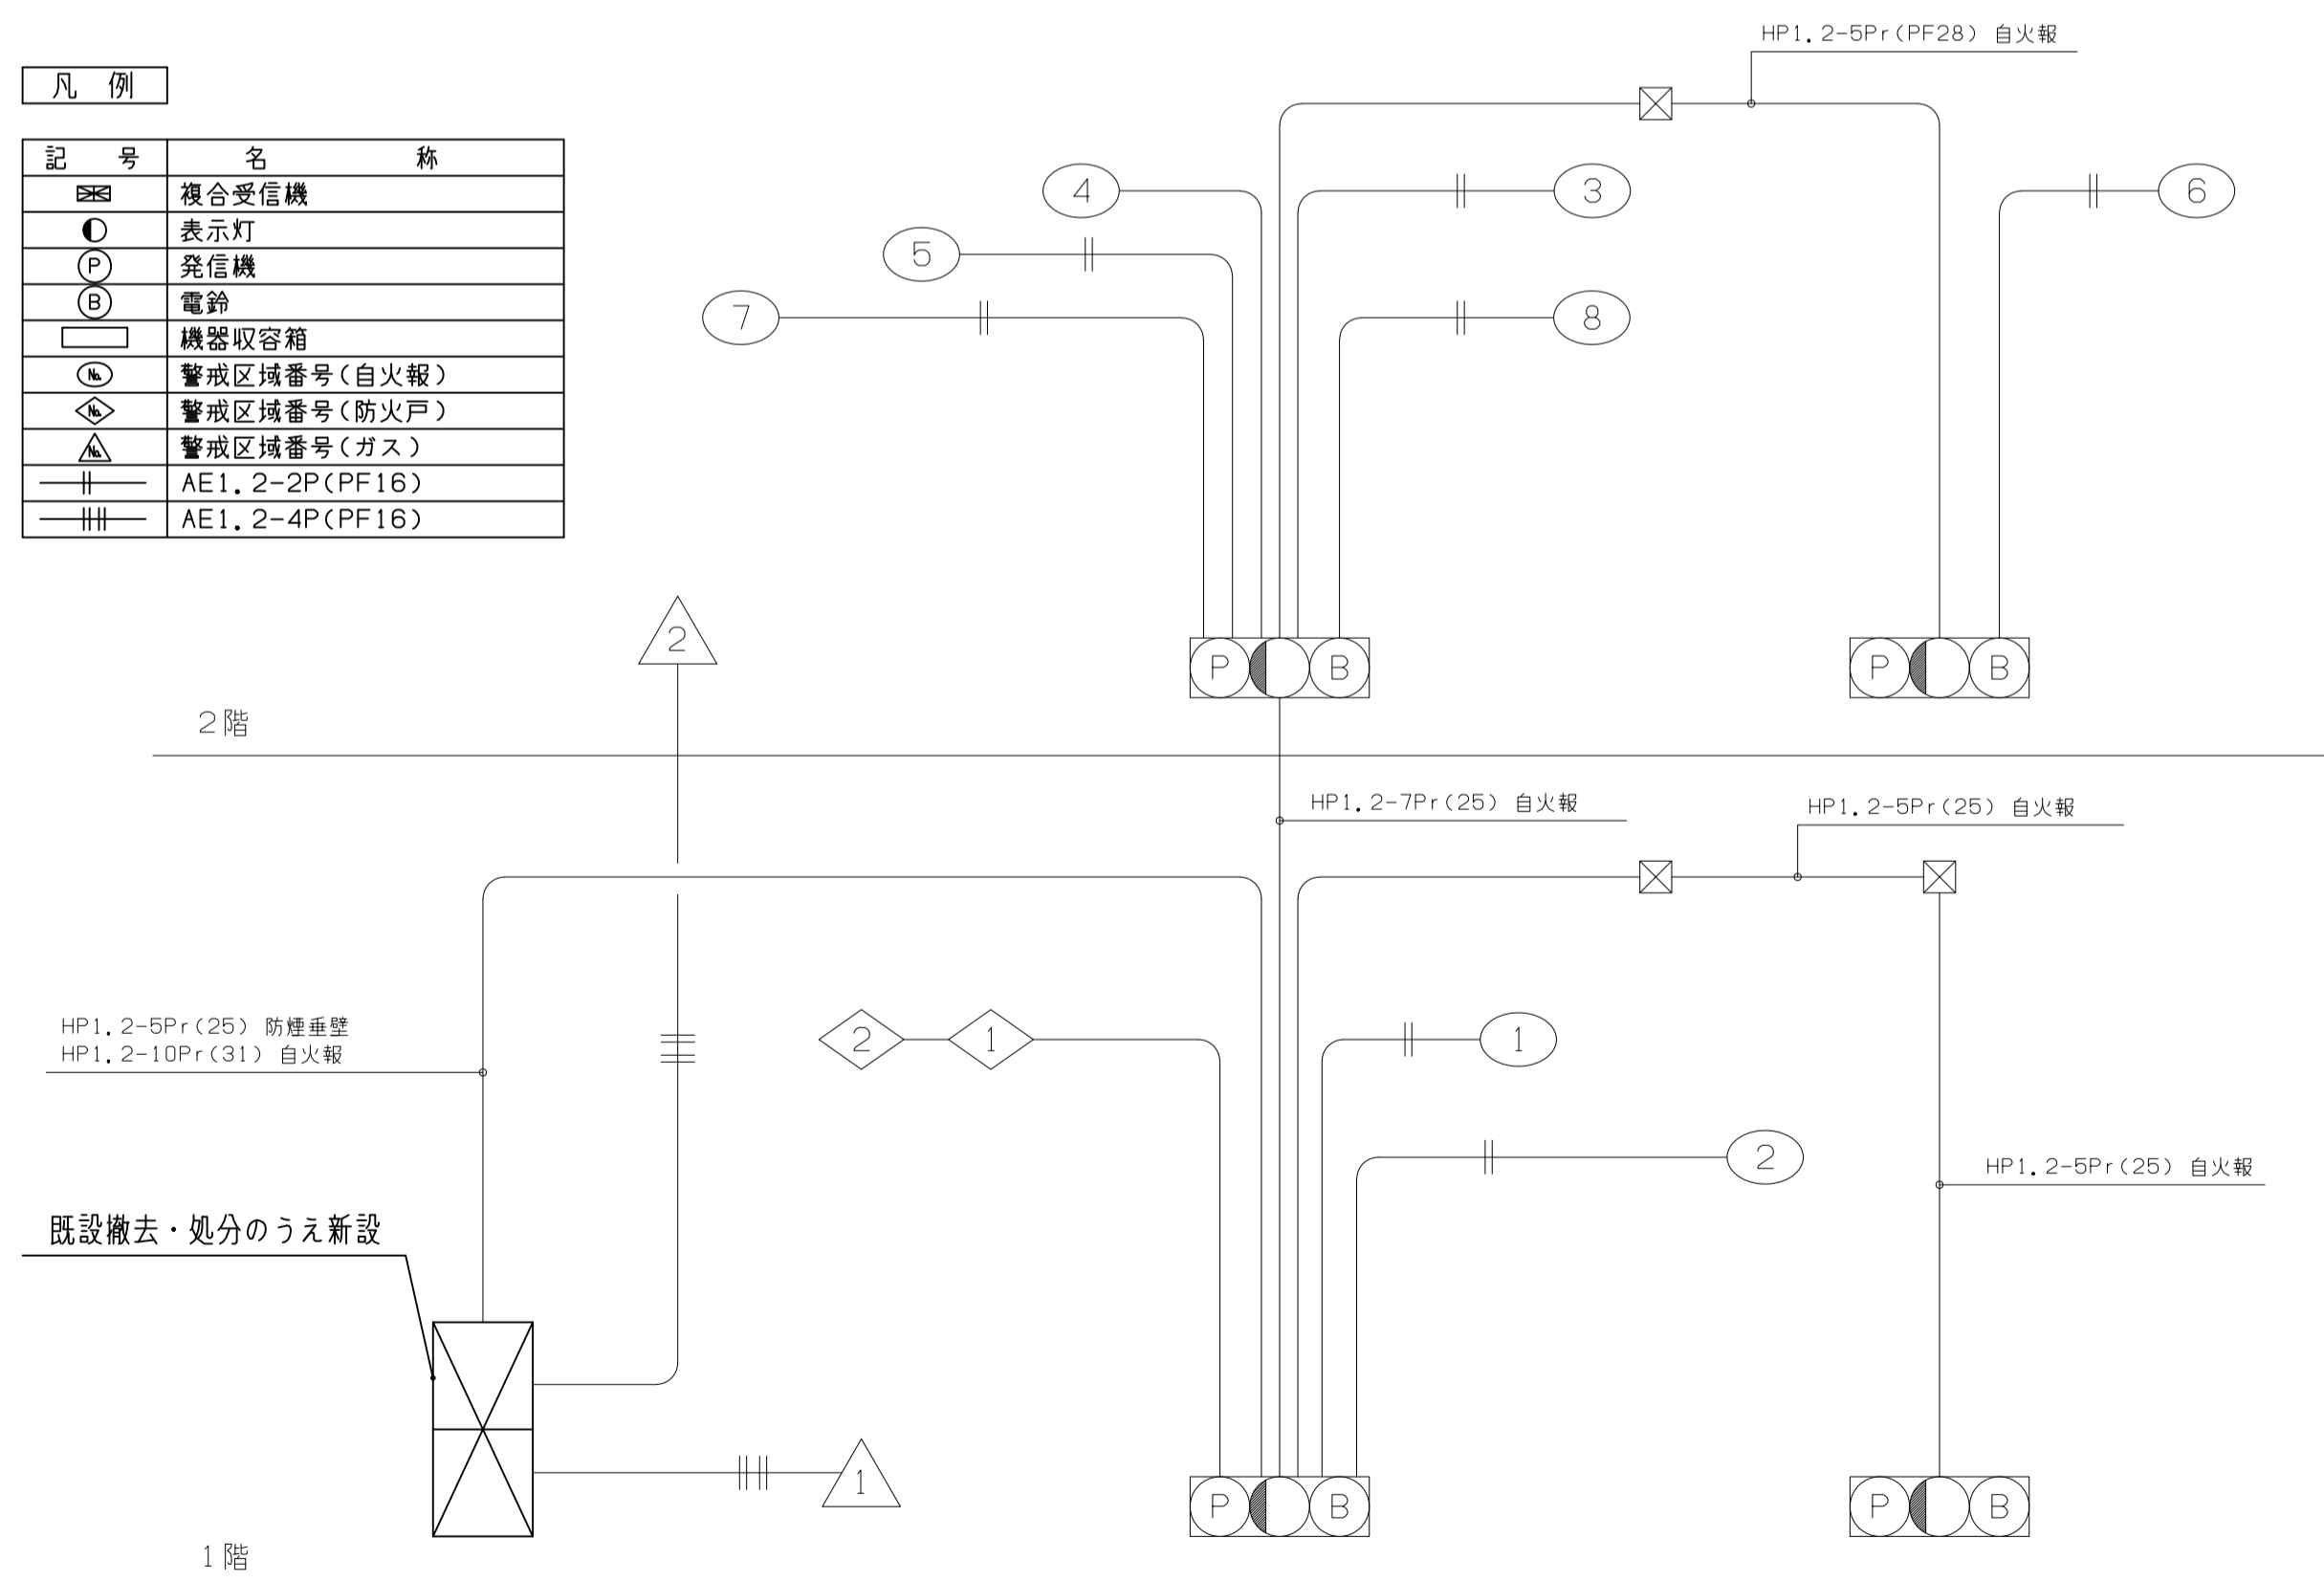 凡 例
記 号 名 称
複合受信機
表示灯
P 発信機
B 電鈴
機器収容箱
No. 警戒区域番号(自火報)
No. 警戒区域番号(防火戸)
No. 警戒区域番号(ガス)
AE1.2-2P(PF16)
AE1.2-4P(PF16)
HP1.2-5Pr(PF28) 自火報
4
3
6
5
7
8
2
P B
P B
2階
HP1.2-7Pr(25) 自火報
HP1.2-5Pr(25) 自火報
HP1.2-5Pr(25) 防煙垂壁
HP1.2-10Pr(31) 自火報
2
1
1
2
HP1.2-5Pr(25) 自火報
既設撤去・処分のうえ新設
1
P B
P B
1階